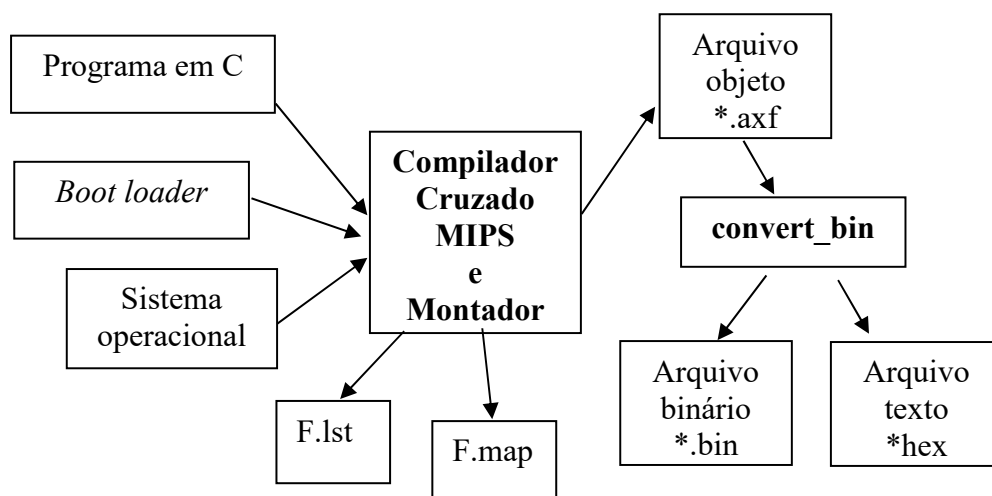 Programa em C
Boot loader
Sistema
operacional
Compilador
Cruzado
MIPS
e
Montador
F.lst
F.map
Arquivo
objeto
*.axf
convert_bin
Arquivo
binário
*.bin
Arquivo
texto
*hex